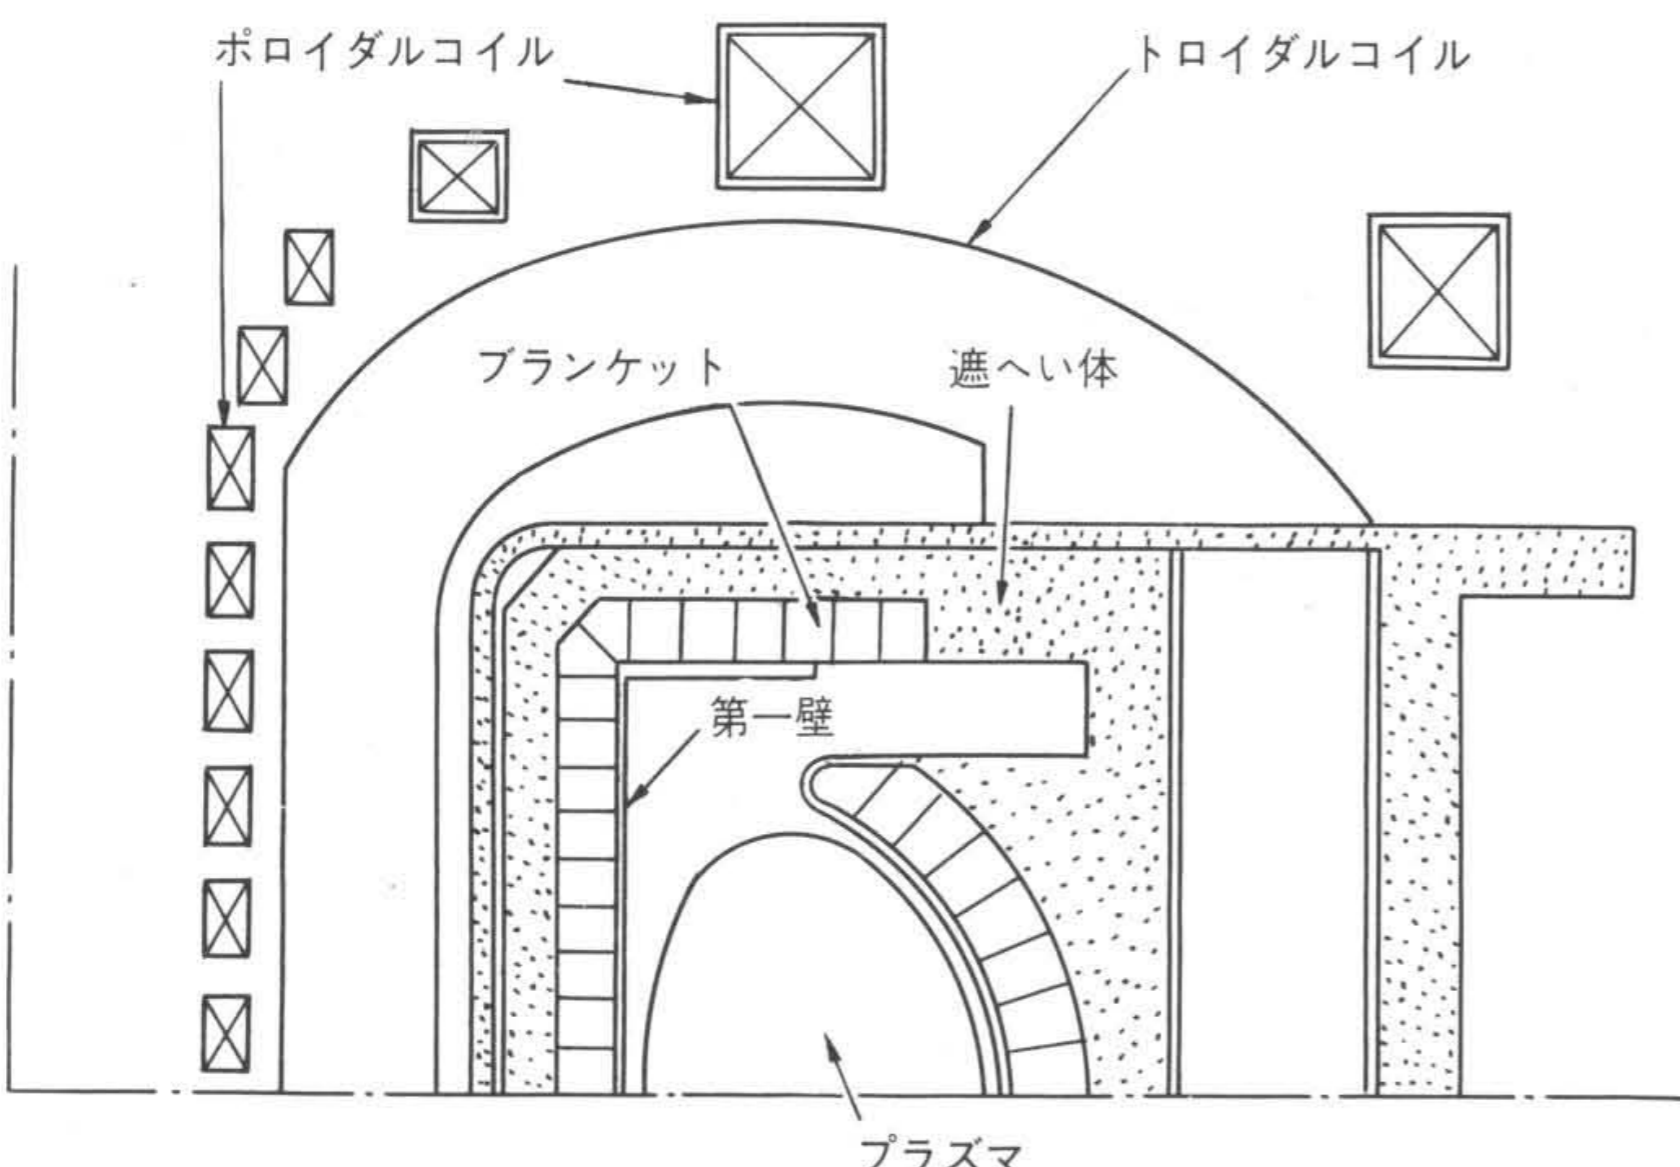 ポロイダルコイル
トロイダルコイル
ブランケット
遮へい体
第一壁
プラズマ